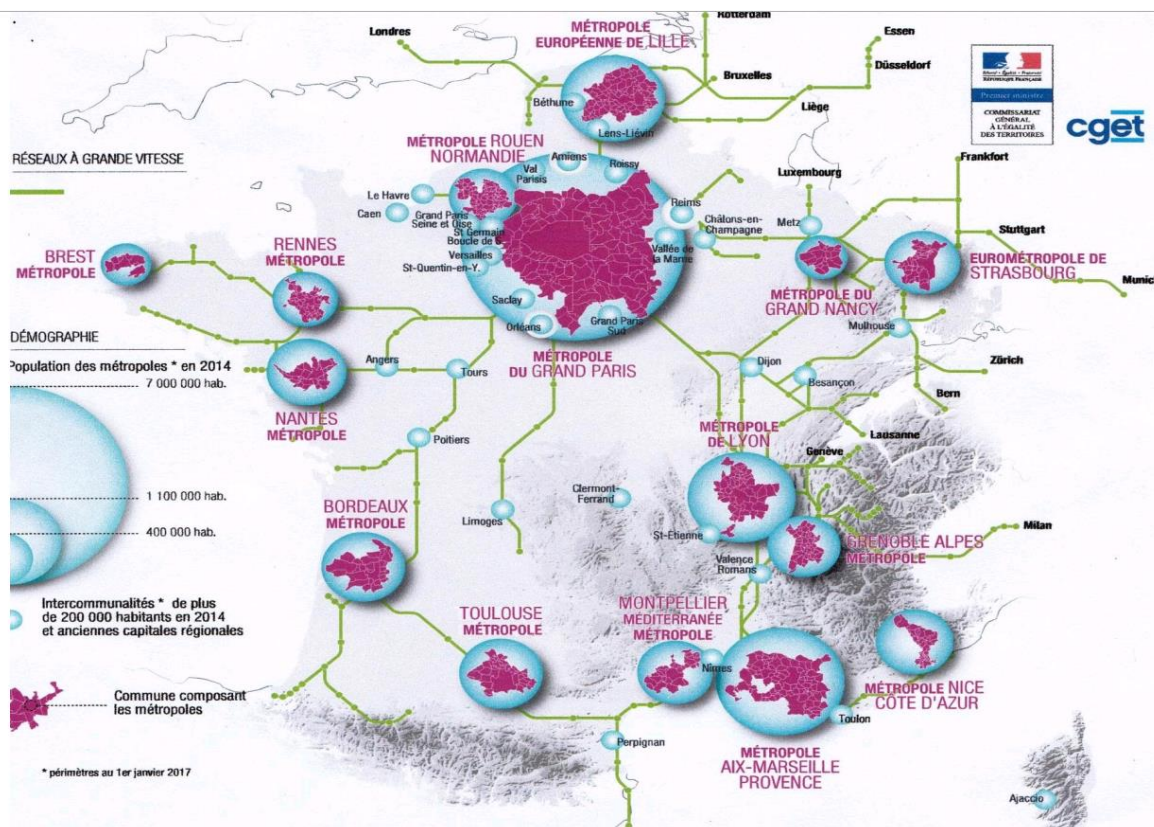 Londres
MÉTROPOLE
EUROPÉENNE DE LILLE
Rotterdam
Bruxelles
Essen
Düsseldorf
Liège
Béthune
Lens-Liévin
RÉPUBLIQUE FRANÇAISE
Premier ministre
COMMISSARIAT
GÉNÉRAL
À L'ÉGALITÉ
DES TERRITOIRES
cget
RÉSEAUX À GRANDE VITESSE
MÉTROPOLE ROUEN
NORMANDIE
Amiens
Val
Parisis
Roissy
Luxembourg
Frankfort
Le Havre
Caen
Grand Paris
Seine et Oise
St Germain
Boucle de S.
Versailles
St-Quentin-en-Y.
Reims
Châlons-en-
Champagne
Metz
Vallée de
la Marne
Stuttgart
Munic
BREST
MÉTROPOLE
RENNES
MÉTROPOLE
EUROMÉTROPOLE DE
STRASBOURG
MÉTROPOLE DU
GRAND NANCY
Saclay
Orléans
Grand Paris
Sud
Mulhouse
DÉMOGRAPHIE
Population des métropoles * en 2014
7 000 000 hab.
1 100 000 hab.
400 000 hab.
Angers
Tours
MÉTROPOLE
DU GRAND PARIS
Dijon
Besançon
Zürich
Bern
Lausanne
Genève
NANTES
MÉTROPOLE
Poitiers
MÉTROPOLE
DE LYON
BORDEAUX
MÉTROPOLE
Limoges
Clermont-
Ferrand
St-Étienne
Valence
Romans
GRENOBLE ALPES
MÉTROPOLE
Milan
Intercommunalités * de plus
de 200 000 habitants en 2014
et anciennes capitales régionales
TOULOUSE
MÉTROPOLE
MONTPELLIER
MÉDITERRANÉE
MÉTROPOLE
Nîmes
MÉTROPOLE NICE
CÔTE D'AZUR
Toulon
Commune composant
les métropoles
Perpignan
MÉTROPOLE
AIX-MARSEILLE
PROVENCE
* périmètres au 1er janvier 2017
Ajaccio